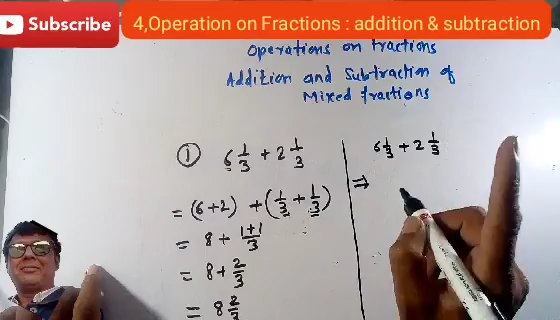 Subscribe
4,Operation on Fractions : addition & subtraction
Operations on fractions
Addition and Subtraction of
Mixed fractions
① 6 1/3 + 2 1/3
= (6+2) + (1/3 + 1/3)
= 8 + 1+1/3
= 8 + 2/3
= 8 2/3
6 1/3 + 2 1/3
⇒